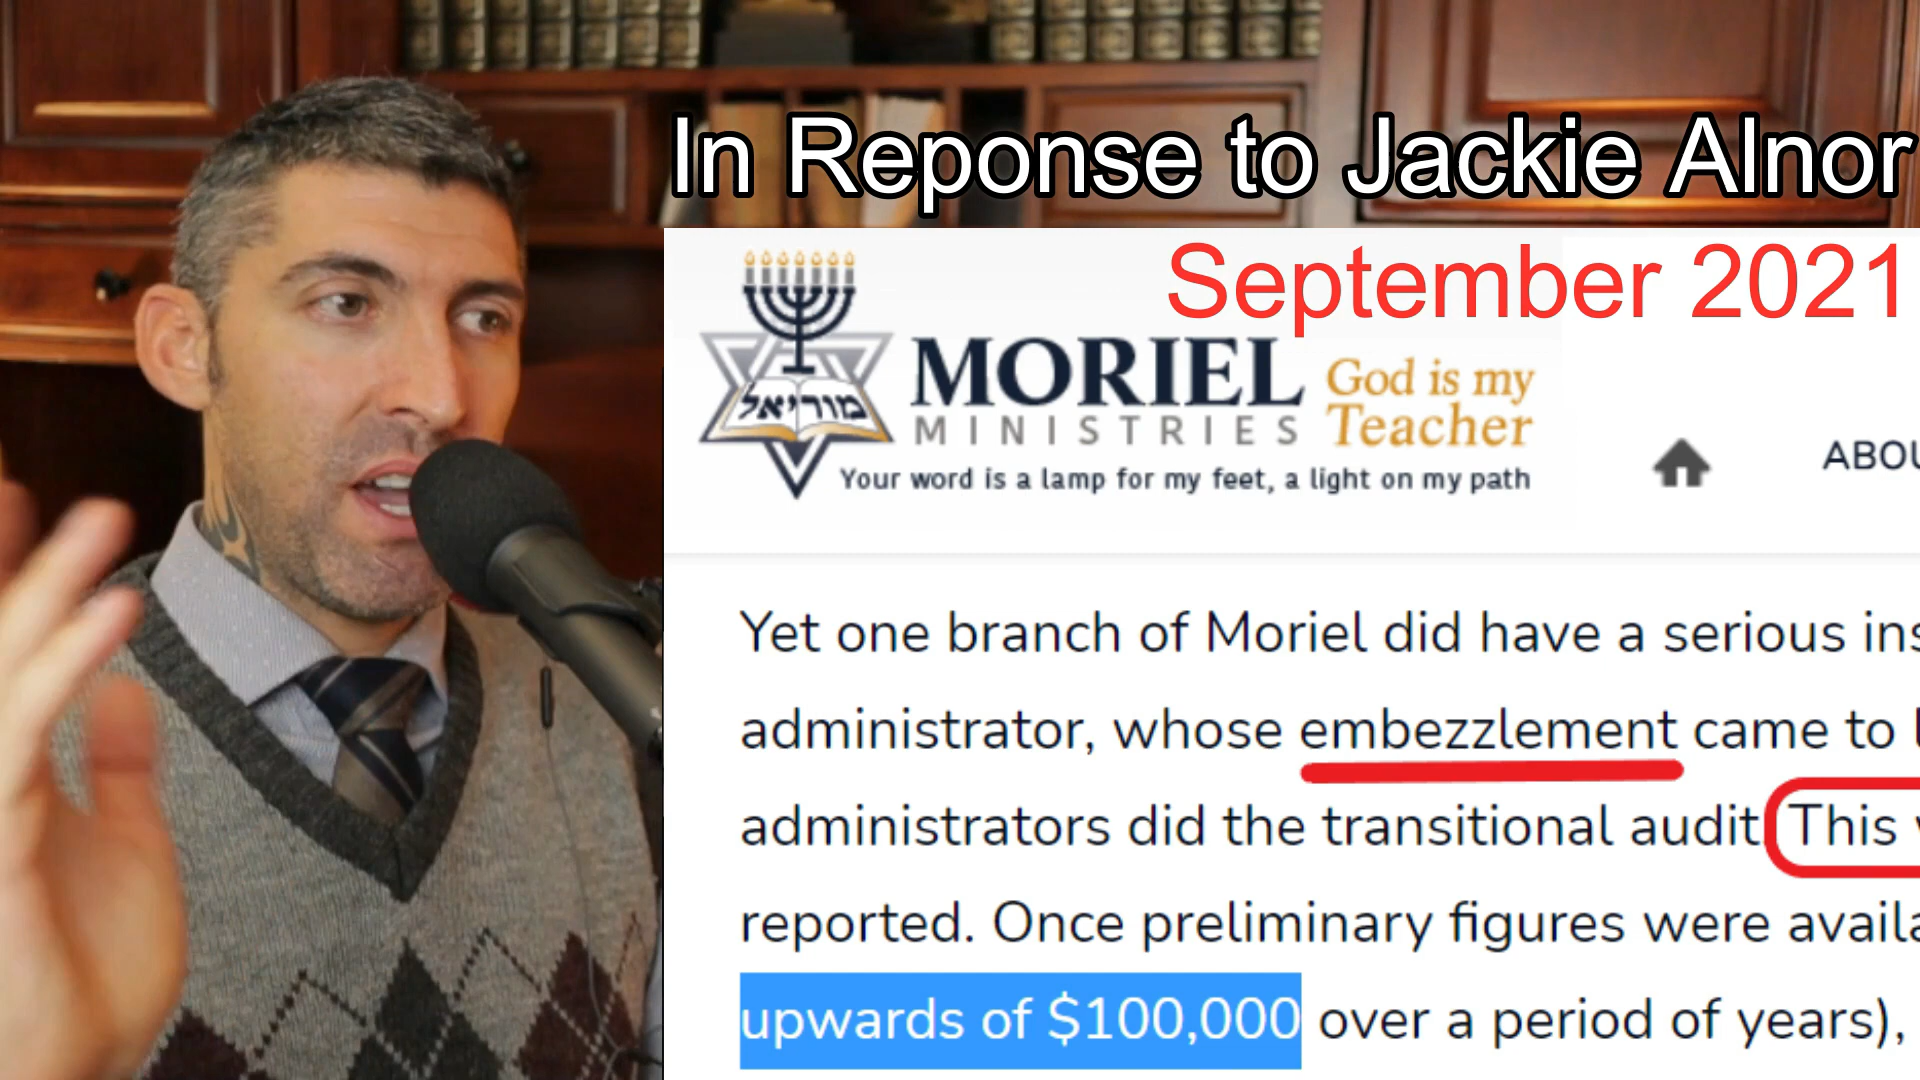 In Reponse to Jackie Alnor
September 2021
MORIEL
MINISTRIES
God is my
Teacher
מוריאל
Your word is a lamp for my feet, a light on my path
Yet one branch of Moriel did have a serious
administrator, whose embezzlement came to
administrators did the transitional audit. This
reported. Once preliminary figures were
upwards of $100,000 over a period of years),